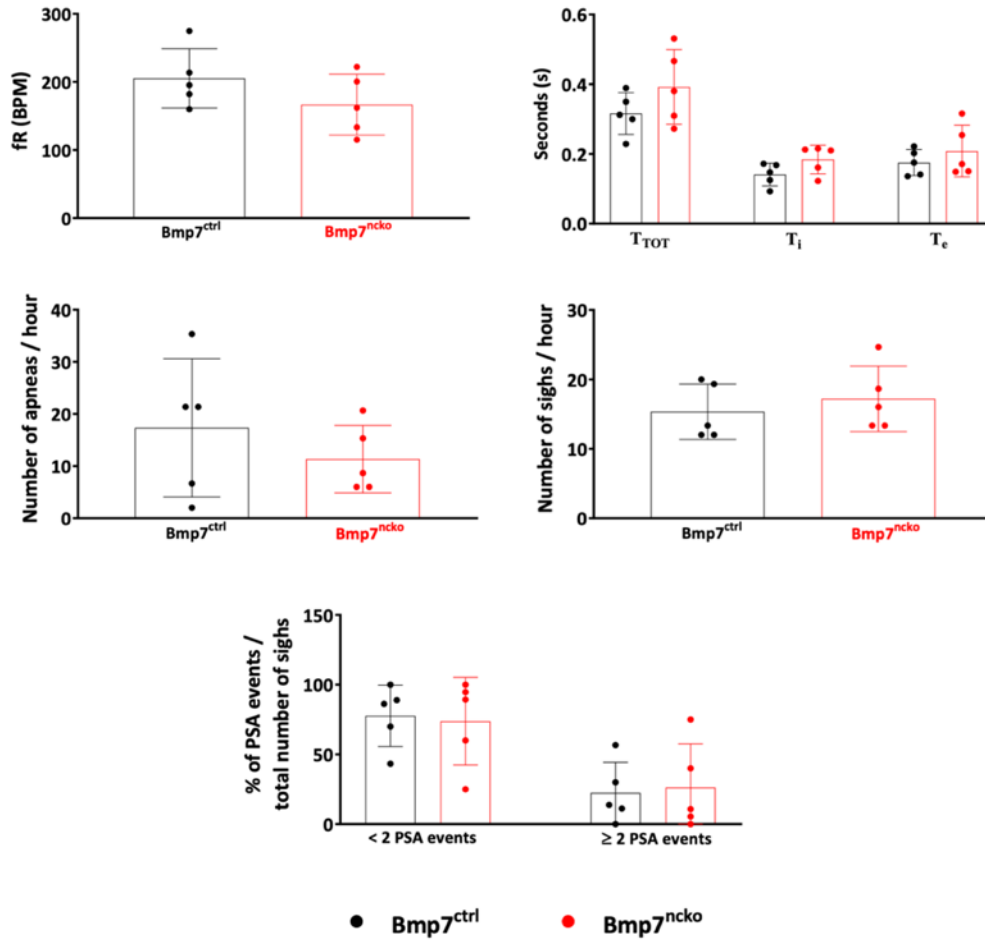 fR (BPM)
300
200
100
0
Bmp7ctrl
Bmp7ncko
Seconds (s)
0.6
0.4
0.2
0.0
TTOT
Ti
Te
Number of apneas / hour
40
30
20
10
0
Bmp7ctrl
Bmp7ncko
Number of sighs / hour
30
20
10
0
Bmp7ctrl
Bmp7ncko
% of PSA events /
total number of sighs
150
100
50
0
< 2 PSA events
≥ 2 PSA events
Bmp7ctrl
Bmp7ncko